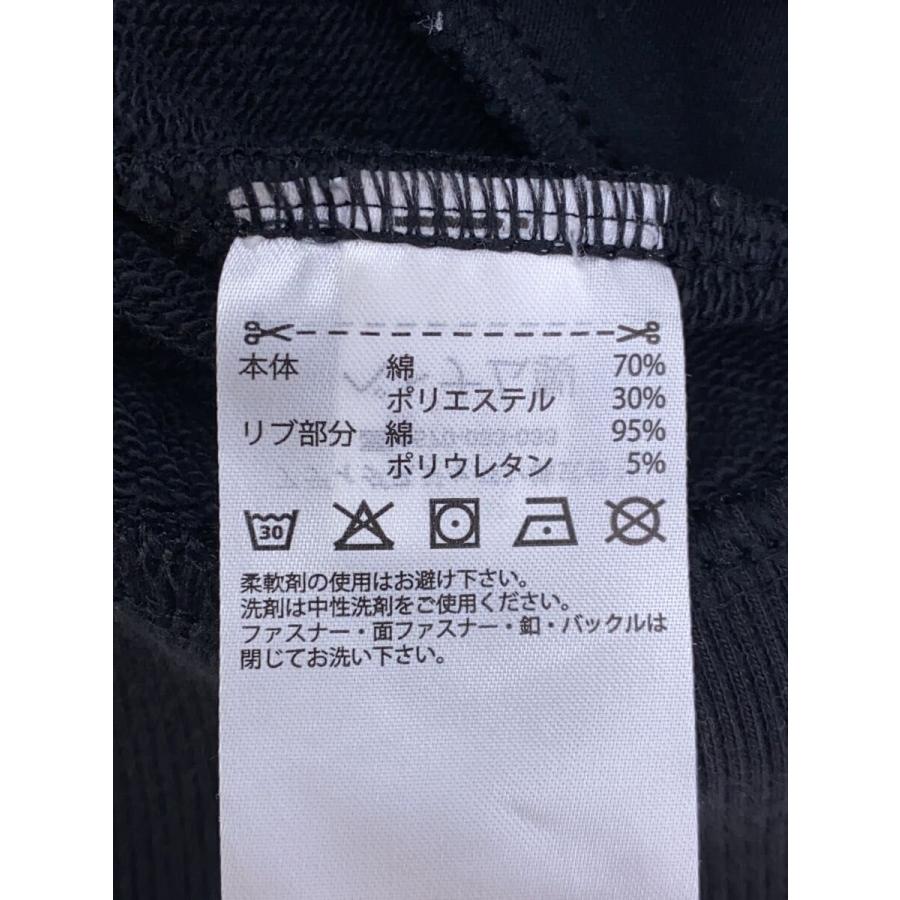 本体 綿 70%
ポリエステル 30%
リブ部分 綿 95%
ポリウレタン 5%
30
柔軟剤の使用はお避け下さい。
洗剤は中性洗剤をご使用ください。
ファスナー・面ファスナー・釦・バックルは
閉じてお洗い下さい。